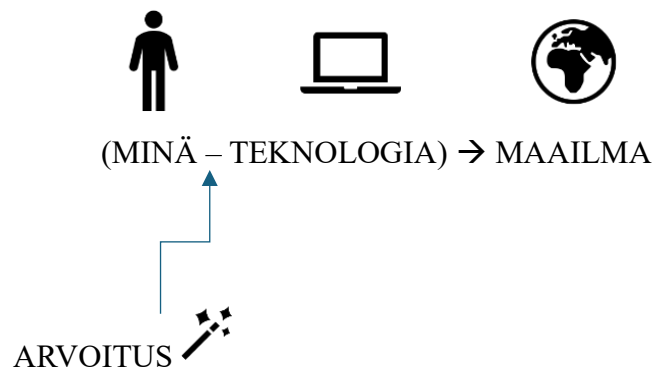 (MINÄ – TEKNOLOGIA) → MAAILMA
ARVOITUS